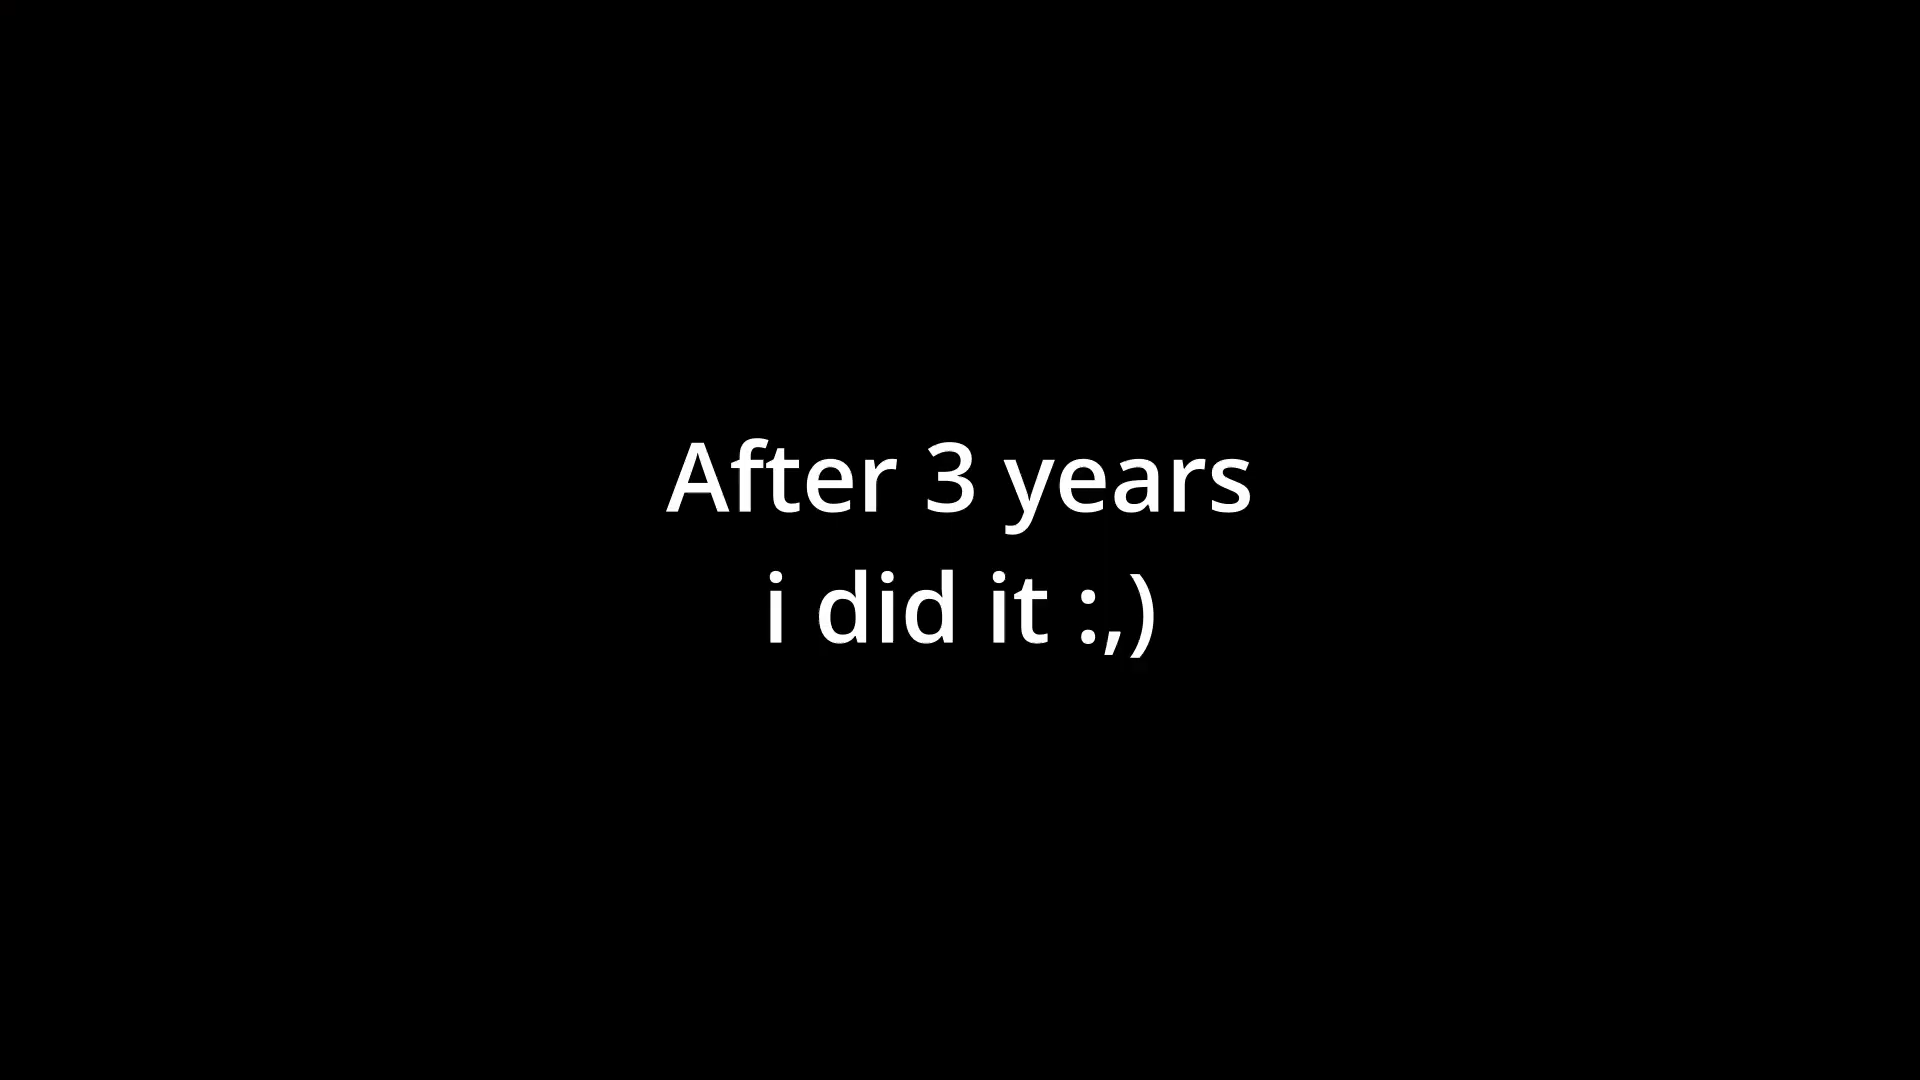 After 3 years
i did it :,)